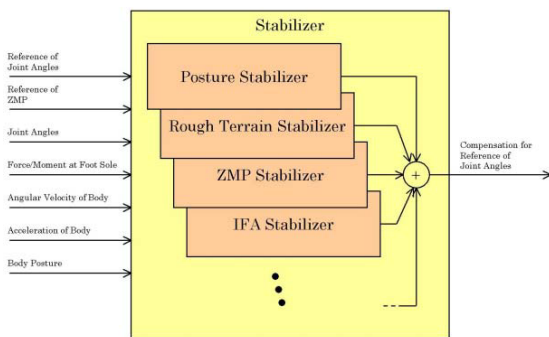 Stabilizer
Reference of
Joint Angles
Reference of
ZMP
Joint Angles
Force/Moment at Foot Sole
Angular Velocity of Body
Acceleration of Body
Body Posture
Posture Stabilizer
Rough Terrain Stabilizer
ZMP Stabilizer
IFA Stabilizer
+
Compensation for
Reference of
Joint Angles